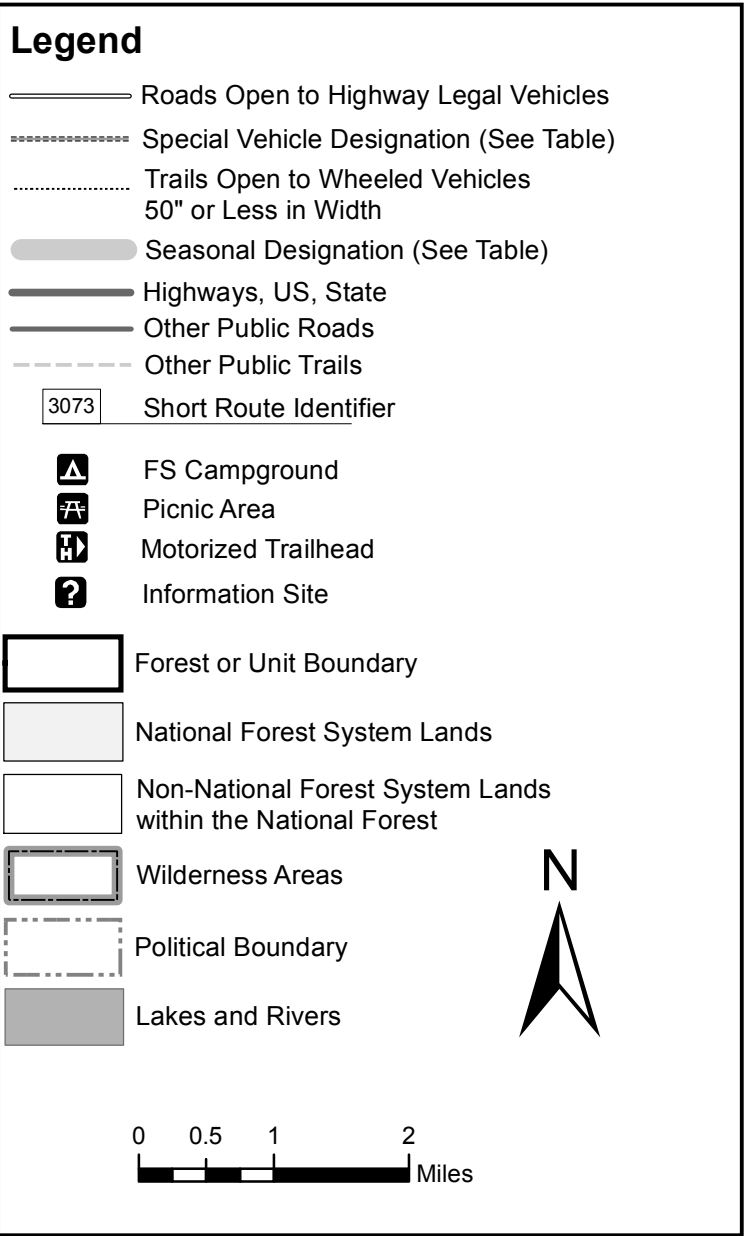 Legend
Roads Open to Highway Legal Vehicles
Special Vehicle Designation (See Table)
Trails Open to Wheeled Vehicles
50" or Less in Width
Seasonal Designation (See Table)
Highways, US, State
Other Public Roads
Other Public Trails
3073 Short Route Identifier
FS Campground
Picnic Area
TH Motorized Trailhead
? Information Site
Forest or Unit Boundary
National Forest System Lands
Non-National Forest System Lands
within the National Forest
N
Wilderness Areas
Political Boundary
Lakes and Rivers
0 0.5 1 2
Miles